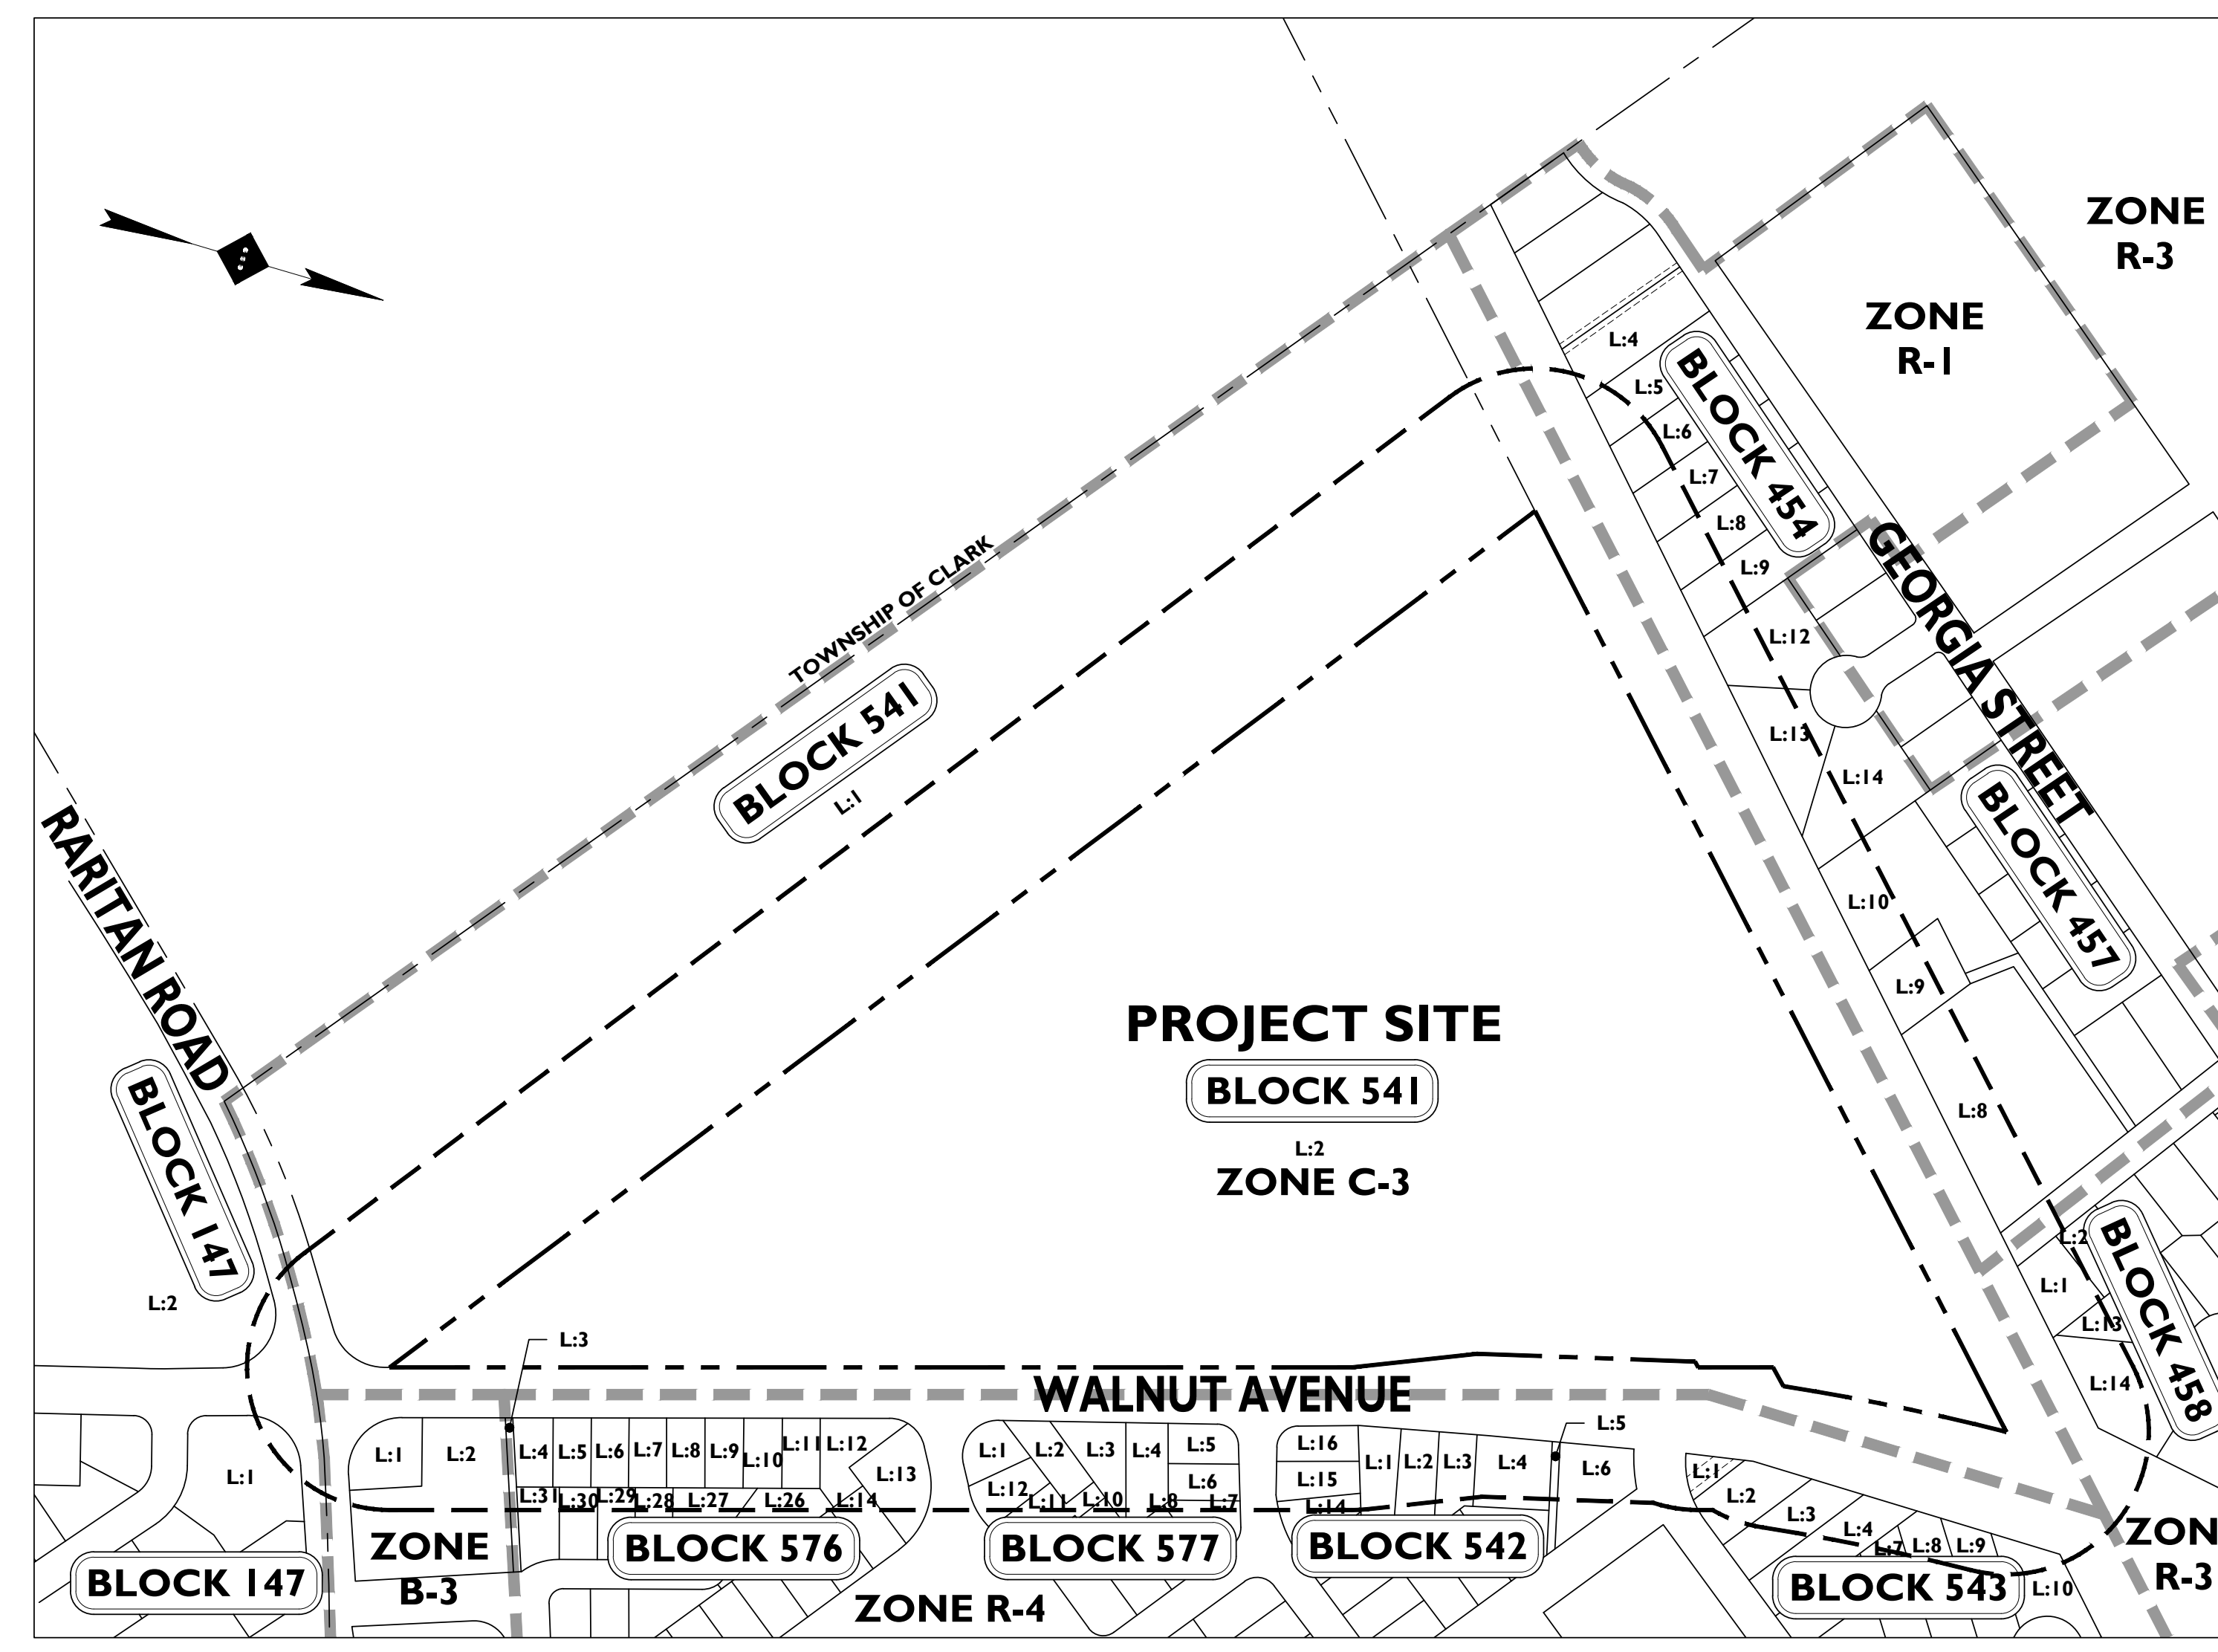 ZONE
R-3
ZONE
R-1
L:4
L:5
L:6
L:7
L:8
L:9
L:12
L:13
L:14
L:10
L:9
L:8
BLOCK 454
GEORGIA STREET
BLOCK 457
TOWNSHIP OF CLARK
BLOCK 541
L:1
RARITAN ROAD
BLOCK 147
L:2
PROJECT SITE
BLOCK 541
L:2
ZONE C-3
L:2
L:1
L:13
L:14
BLOCK 458
L:3
WALNUT AVENUE
L:5
L:1
L:1
L:2
L:4
L:5
L:6
L:7
L:8
L:9
L:10
L:11
L:12
L:13
L:31
L:30
L:29
L:28
L:27
L:26
L:14
L:1
L:2
L:3
L:4
L:5
L:6
L:12
L:11
L:10
L:8
L:7
L:16
L:15
L:14
L:1
L:2
L:3
L:4
L:6
L:1
L:2
L:3
L:4
L:7
L:8
L:9
L:10
BLOCK 147
ZONE
B-3
BLOCK 576
BLOCK 577
BLOCK 542
BLOCK 543
ZONE R-4
ZON
R-3